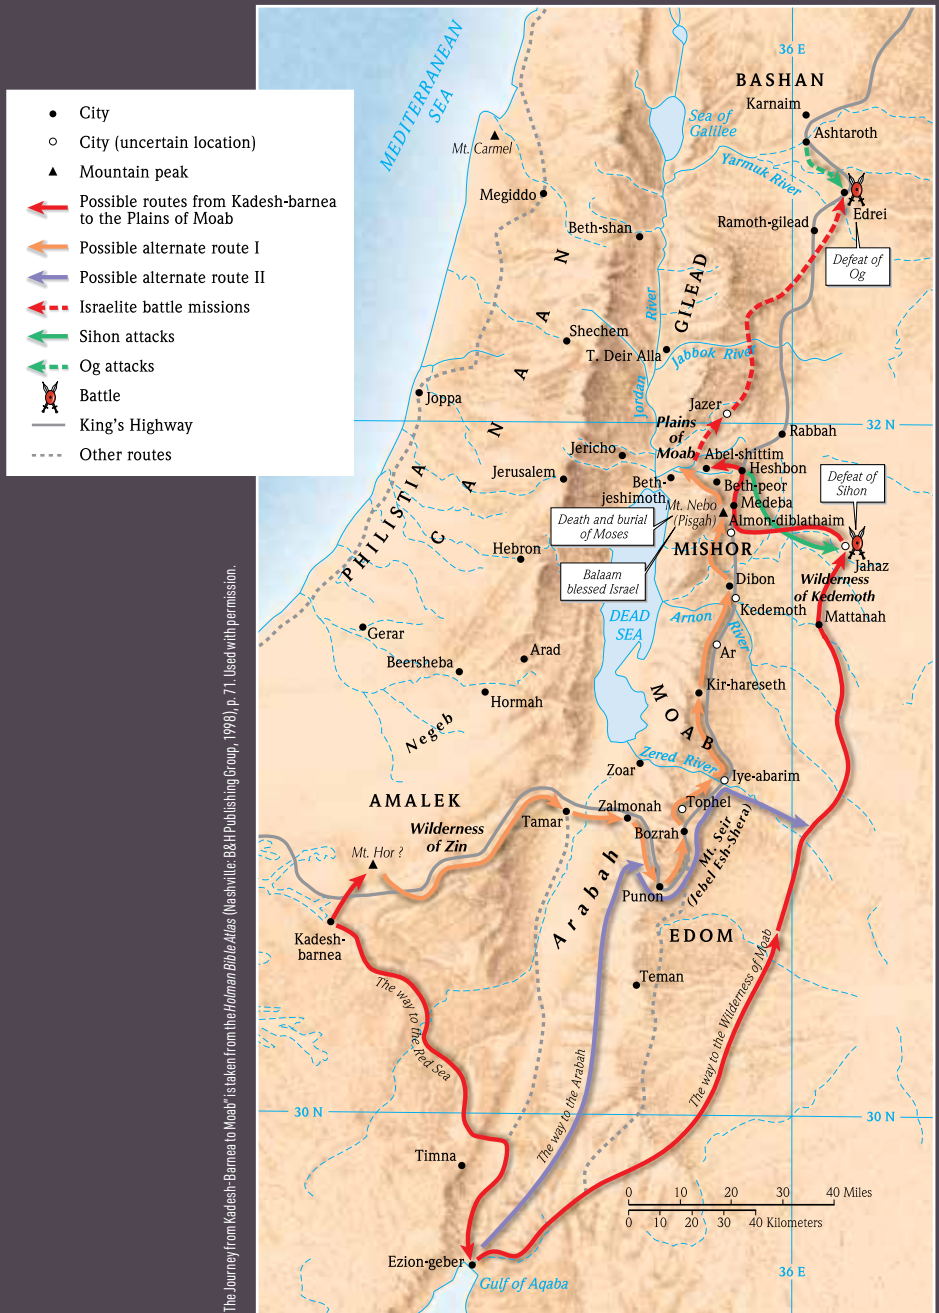 City
City (uncertain location)
Mountain peak
Possible routes from Kadesh-barnea
to the Plains of Moab
Possible alternate route I
Possible alternate route II
Israelite battle missions
Sihon attacks
Og attacks
Battle
King's Highway
Other routes
MEDITERRANEAN
SEA
36 E
BASHAN
Karnaim
Ashtaroth
Sea of
Galilee
Mt. Carmel
Yarmuk River
Megiddo
Edrei
Ramoth-gilead
Beth-shan
Defeat of
Og
CANAAN
GILEAD
Jordan River
Shechem
T. Deir Alla
Jabbok River
Joppa
Jazer
32 N
Plains
of
Moab
Rabbah
Jericho
Abel-shittim
Heshbon
Jerusalem
Beth-
jeshimoth
Beth-peor
Defeat of
Sihon
Medeba
Mt. Nebo
(Pisgah)
Death and burial
of Moses
Almon-diblathaim
PHILISTIA
MISHOR
Hebron
Jahaz
Balaam
blessed Israel
Dibon
Wilderness
of Kedemoth
Kedemoth
DEAD
SEA
Arnon River
Mattanah
Gerar
Ar
Arad
Beersheba
Kir-hareseth
Hormah
MOAB
Negeb
Zered River
Zoar
Iye-abarim
AMALEK
Tophel
Zalmonah
Tamar
Wilderness
of Zin
Bozrah
Mt. Seir
(Jebel Esh-Shera)
Mt. Hor ?
Arabah
Punon
Kadesh-
barnea
EDOM
Teman
The way to the Red Sea
The way to the Wilderness of Moab
The way to the Arabah
30 N
30 N
Timna
0 10 20 30 40 Miles
0 10 20 30 40 Kilometers
Ezion-geber
Gulf of Aqaba
36 E
The Journey from Kadesh-Barnea to Moab" is taken from the Holman Bible Atlas (Nashville: B&H Publishing Group, 1998), p. 71. Used with permission.